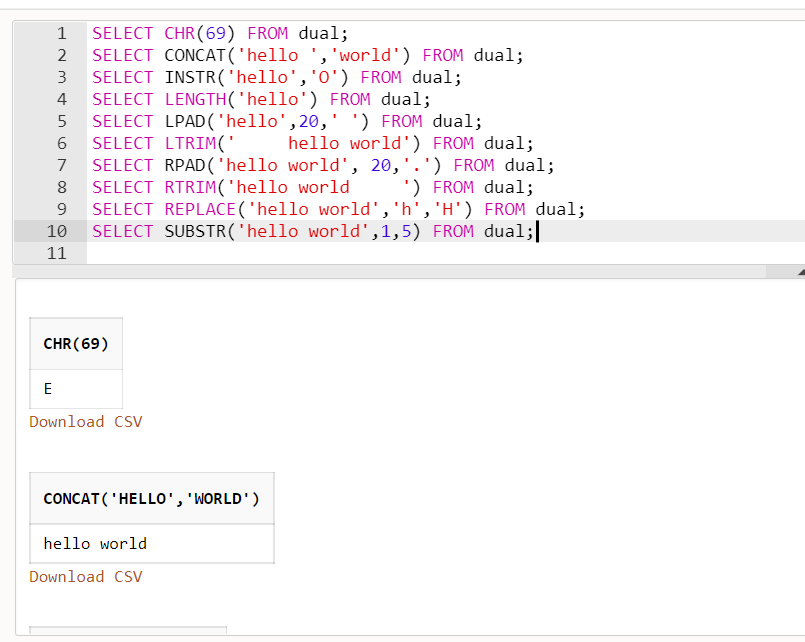 1 SELECT CHR(69) FROM dual;
2 SELECT CONCAT('hello ','world') FROM dual;
3 SELECT INSTR('hello','O') FROM dual;
4 SELECT LENGTH('hello') FROM dual;
5 SELECT LPAD('hello',20,' ') FROM dual;
6 SELECT LTRIM('     hello world') FROM dual;
7 SELECT RPAD('hello world', 20,'.') FROM dual;
8 SELECT RTRIM('hello world     ') FROM dual;
9 SELECT REPLACE('hello world','h','H') FROM dual;
10 SELECT SUBSTR('hello world',1,5) FROM dual;
11
CHR(69)
E
Download CSV
CONCAT('HELLO','WORLD')
hello world
Download CSV